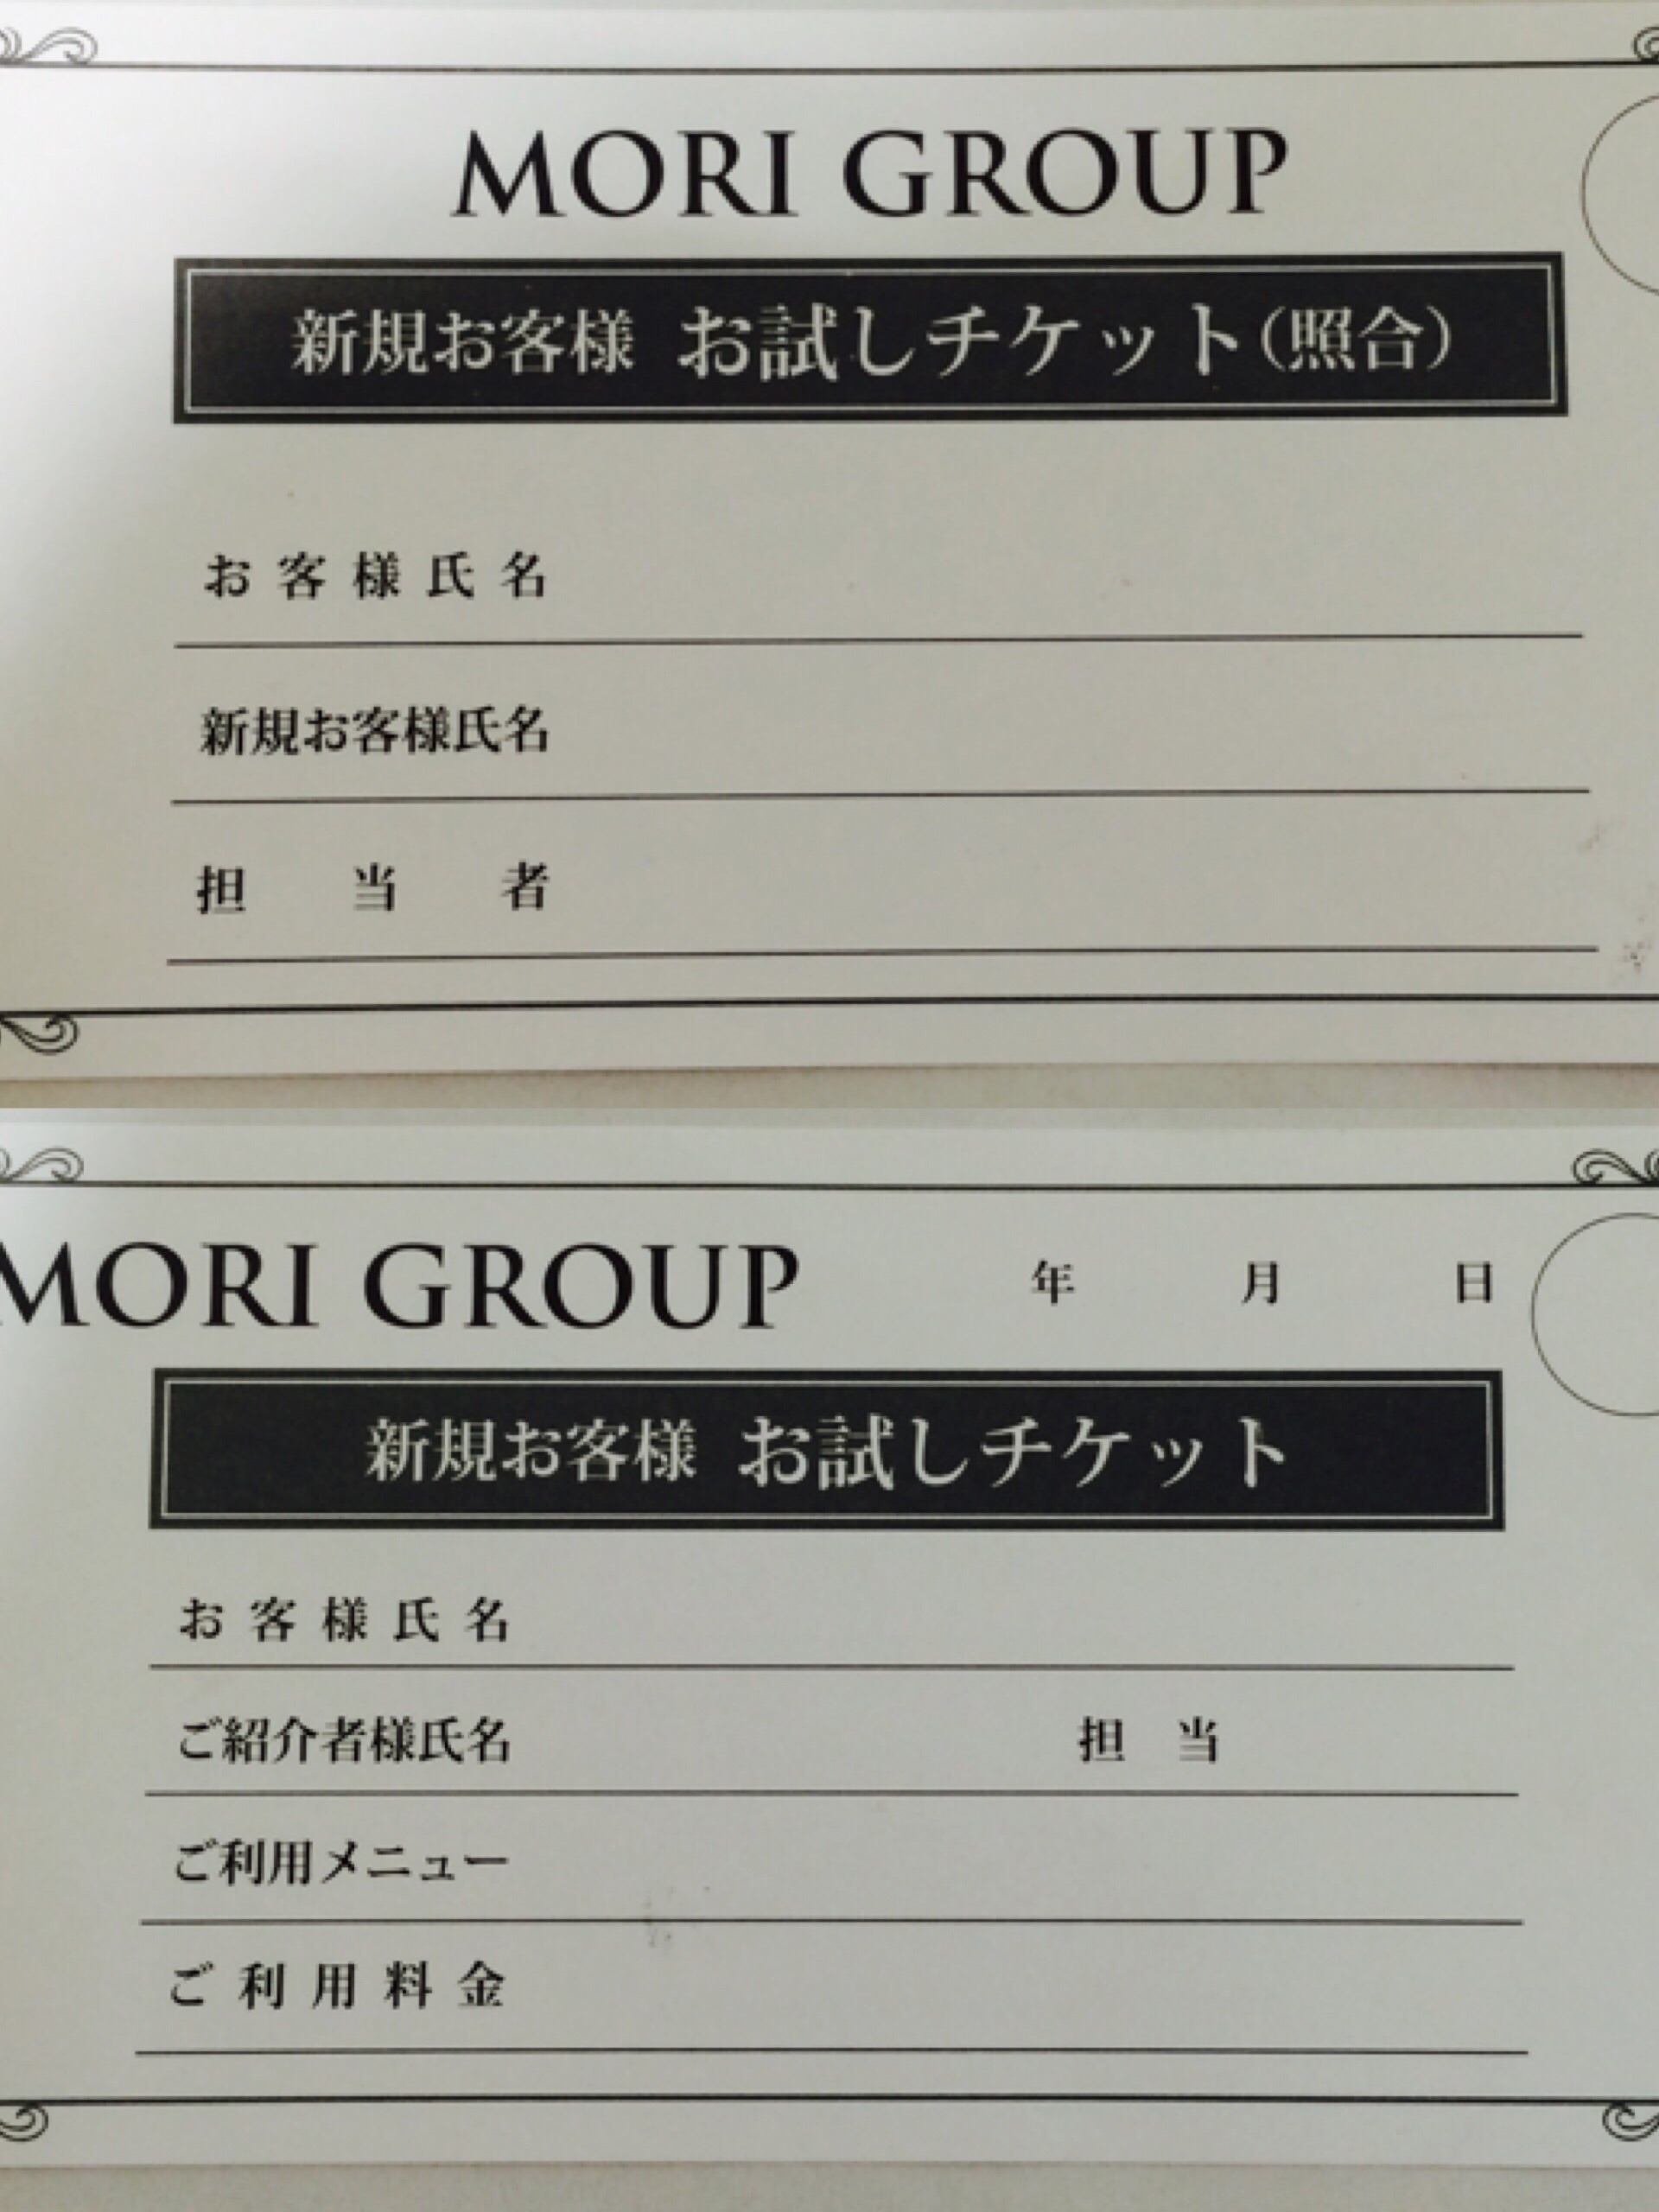 MORI GROUP
新規お客様 お試しチケット(照合)
お客様氏名
新規お客様氏名
担当者
MORI GROUP 年 月 日
新規お客様 お試しチケット
お客様氏名
ご紹介者様氏名 担当
ご利用メニュー
ご利用料金